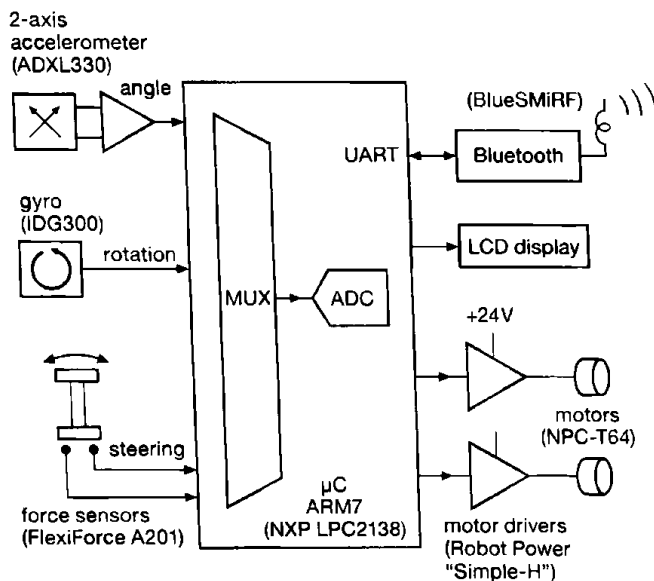 2-axis
accelerometer
(ADXL330)
angle
gyro
(IDG300)
rotation
steering
force sensors
(FlexiForce A201)
MUX
ADC
µC
ARM7
(NXP LPC2138)
UART
(BlueSMiRF)
Bluetooth
LCD display
+24V
motors
(NPC-T64)
motor drivers
(Robot Power
"Simple-H")